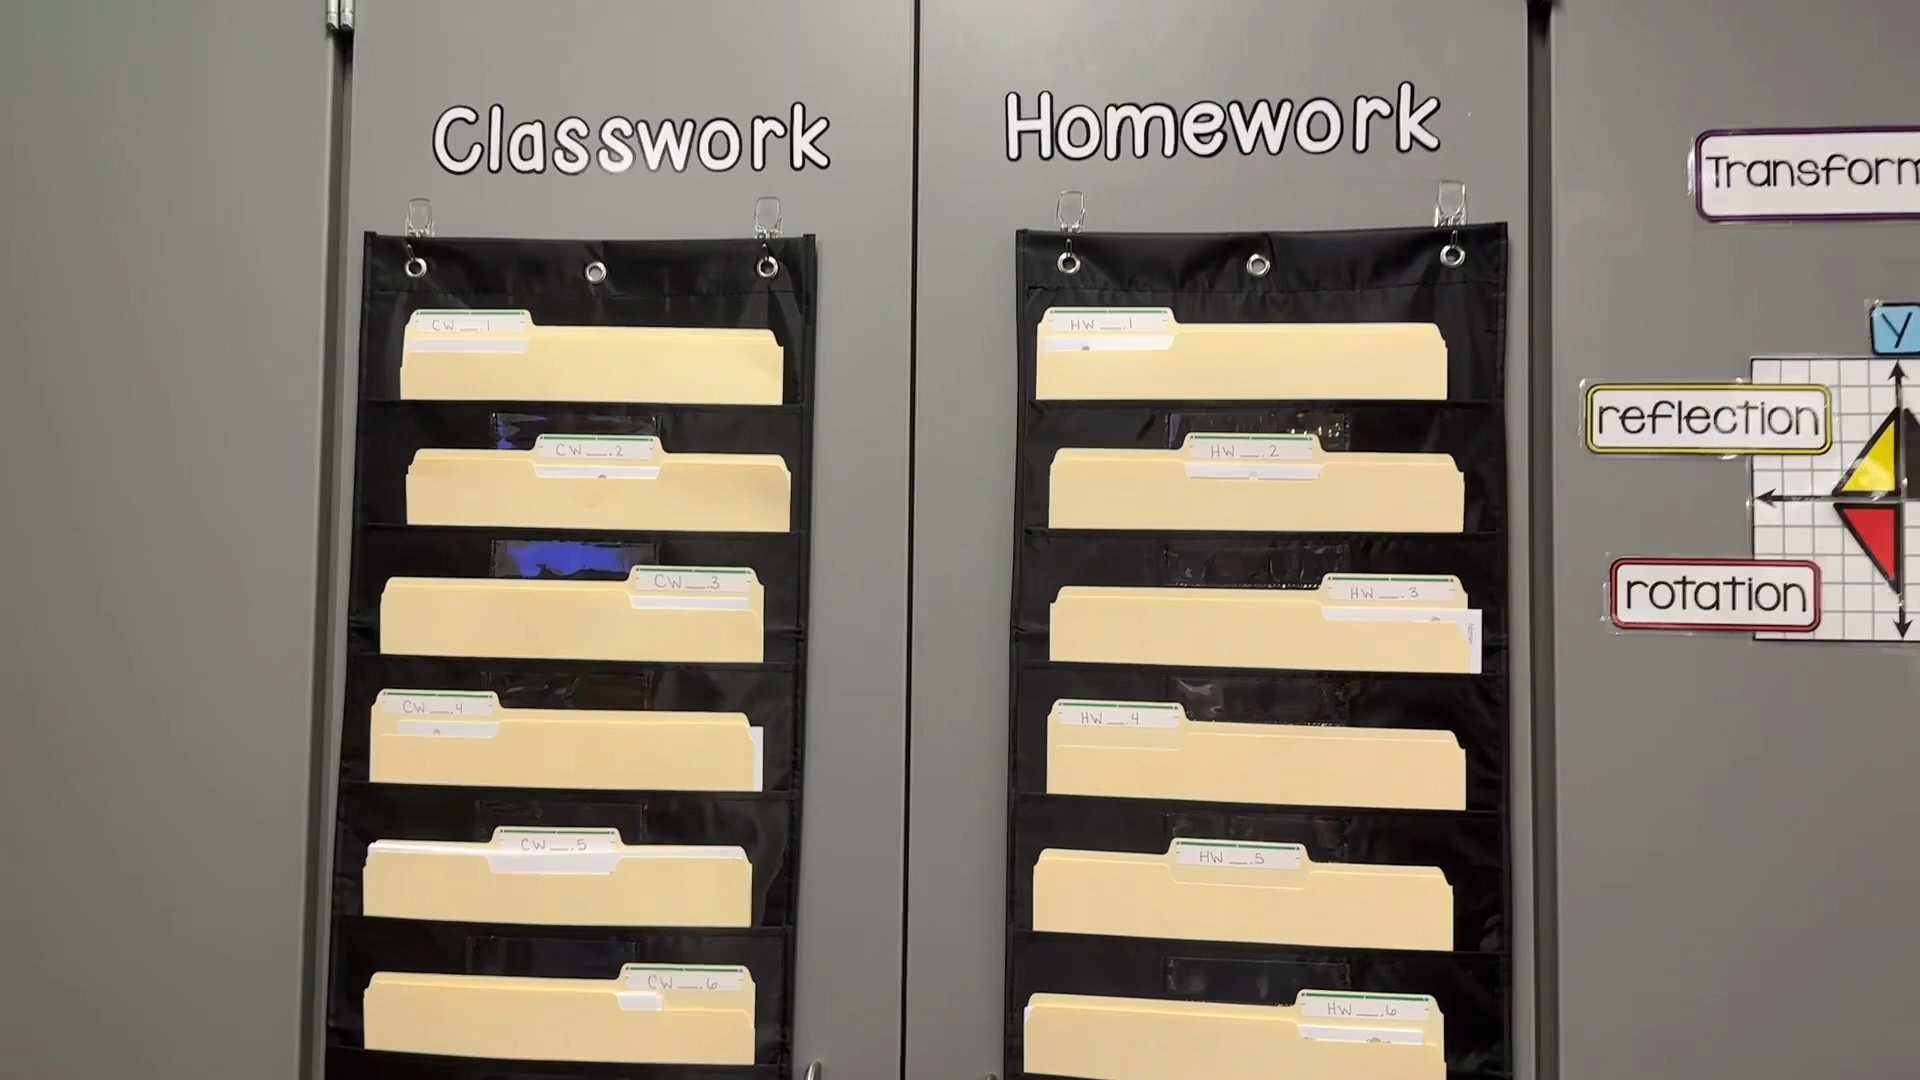 Classwork
CW __.1
CW __.2
CW __.3
CW __.4
CW __.5
CW __.6
Homework
HW __.1
HW __.2
HW __.3
HW __.4
HW __.5
HW __.6
Transform
reflection
rotation
y